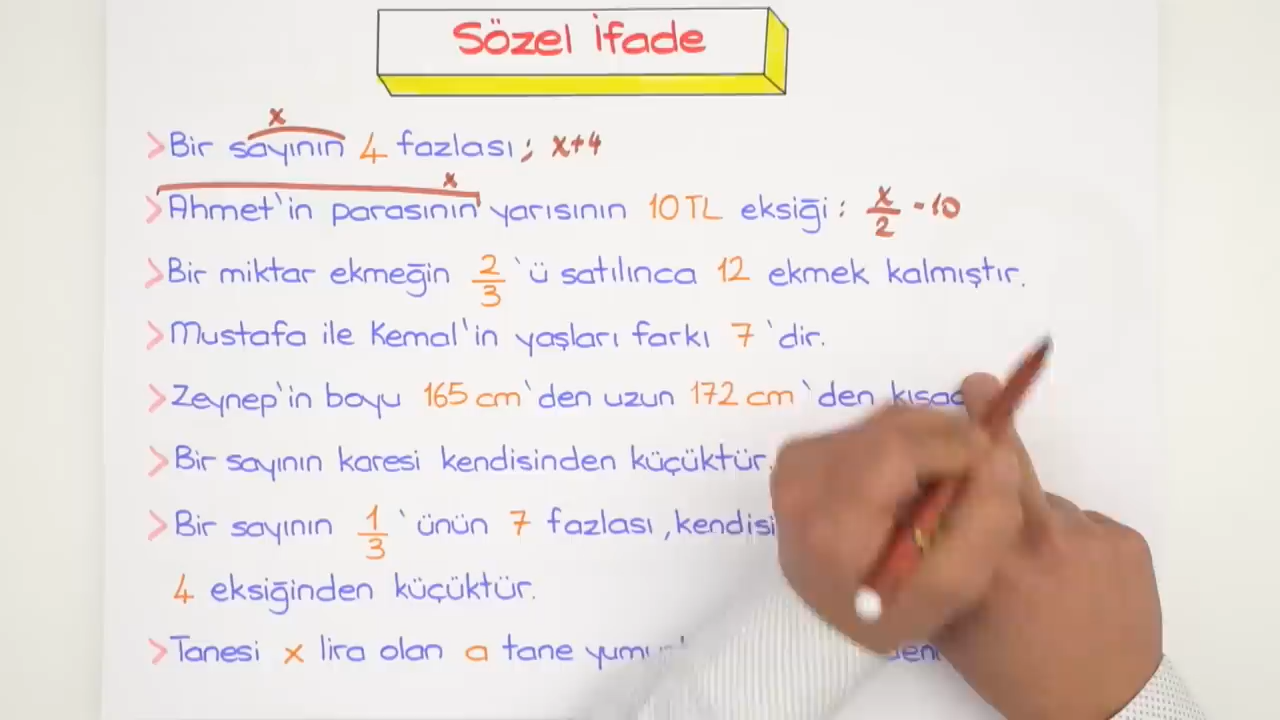 Sözel İfade
x
> Bir sayının 4 fazlası ; x+4
x
> Ahmet'in parasının yarısının 10 TL eksiği : x/2 - 10
> Bir miktar ekmeğin 2/3 'ü satılınca 12 ekmek kalmıştır.
> Mustafa ile Kemal'in yaşları farkı 7 'dir.
> Zeynep'in boyu 165 cm 'den uzun 172 cm 'den
> Bir sayının karesi kendisinden küçüktür.
> Bir sayının 1/3 'ünün 7 fazlası ,
4 eksiğinden küçüktür.
> Tanesi x lira olan a tane